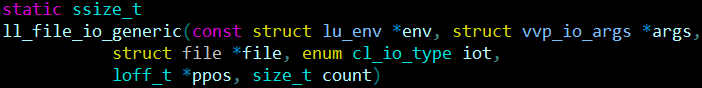 static ssize_t
ll_file_io_generic(const struct lu_env *env, struct vvp_io_args *args,
struct file *file, enum cl_io_type iot,
loff_t *ppos, size_t count)